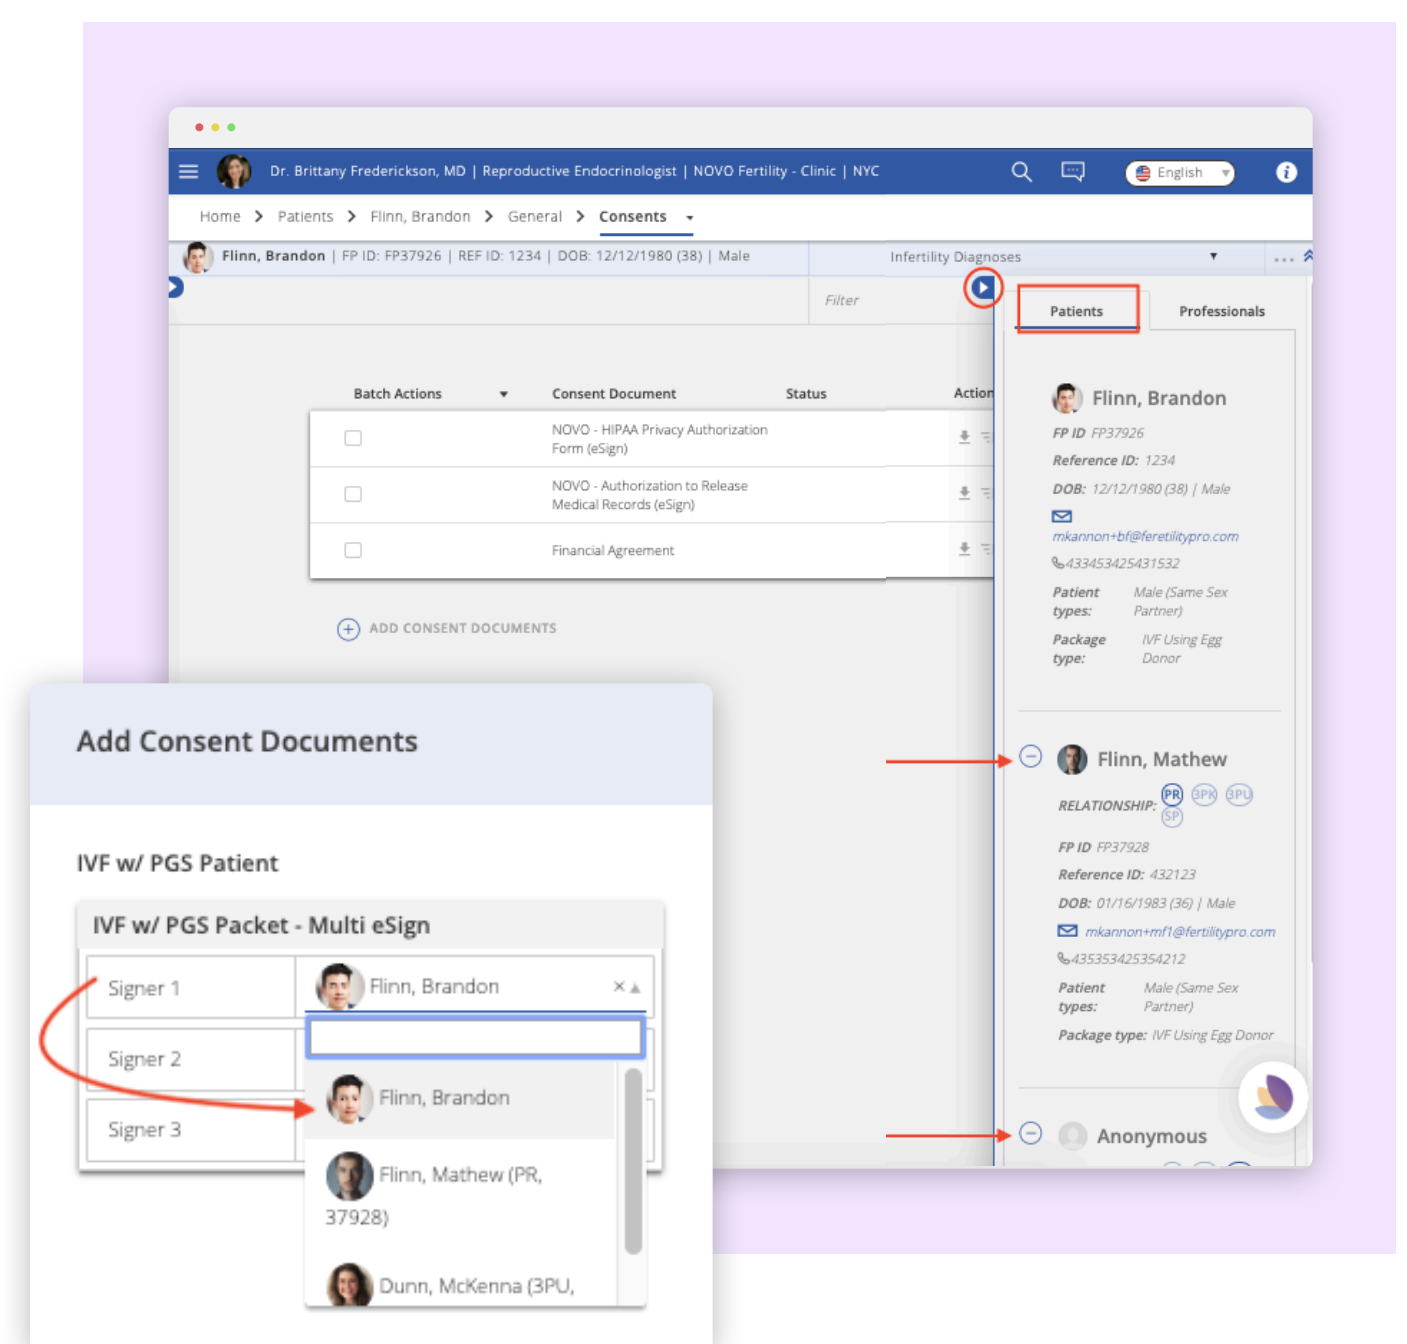 Dr. Brittany Frederickson, MD | Reproductive Endocrinologist | NOVO Fertility - Clinic | NYC
English
Home > Patients > Flinn, Brandon > General > Consents
Flinn, Brandon | FP ID: FP37926 | REF ID: 1234 | DOB: 12/12/1980 (38) | Male
Infertility Diagnoses
Filter
Patients
Professionals
Batch Actions
Consent Document
Status
Action
NOVO - HIPAA Privacy Authorization
Form (eSign)
NOVO - Authorization to Release
Medical Records (eSign)
Financial Agreement
ADD CONSENT DOCUMENTS
Flinn, Brandon
FP ID FP37926
Reference ID: 1234
DOB: 12/12/1980 (38) | Male
mkannon+bf@feretilitypro.com
433453425431532
Patient types: Male (Same Sex Partner)
Package type: IVF Using Egg Donor
Flinn, Mathew
RELATIONSHIP: PR 3PK 3PU
SP
FP ID FP37928
Reference ID: 432123
DOB: 01/16/1983 (36) | Male
mkannon+mf1@fertilitypro.com
435353425354212
Patient types: Male (Same Sex Partner)
Package type: IVF Using Egg Donor
Anonymous
Add Consent Documents
IVF w/ PGS Patient
IVF w/ PGS Packet - Multi eSign
Signer 1
Flinn, Brandon
Signer 2
Signer 3
Flinn, Brandon
Flinn, Mathew (PR,
37928)
Dunn, McKenna (3PU,